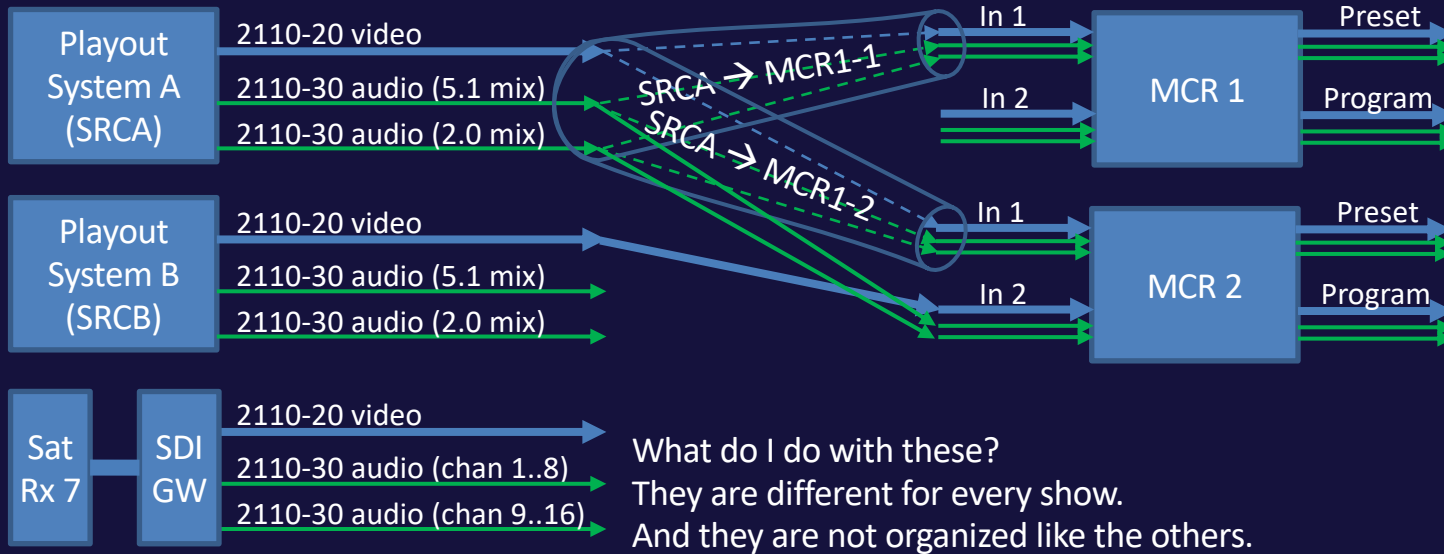 Playout
System A
(SRCA)
2110-20 video
2110-30 audio (5.1 mix)
2110-30 audio (2.0 mix)
SRCA → MCR1-1
SRCA → MCR1-2
In 1
In 2
MCR 1
Preset
Program
Playout
System B
(SRCB)
2110-20 video
2110-30 audio (5.1 mix)
2110-30 audio (2.0 mix)
In 1
In 2
MCR 2
Preset
Program
Sat
Rx 7
SDI
GW
2110-20 video
2110-30 audio (chan 1..8)
2110-30 audio (chan 9..16)
What do I do with these?
They are different for every show.
And they are not organized like the others.